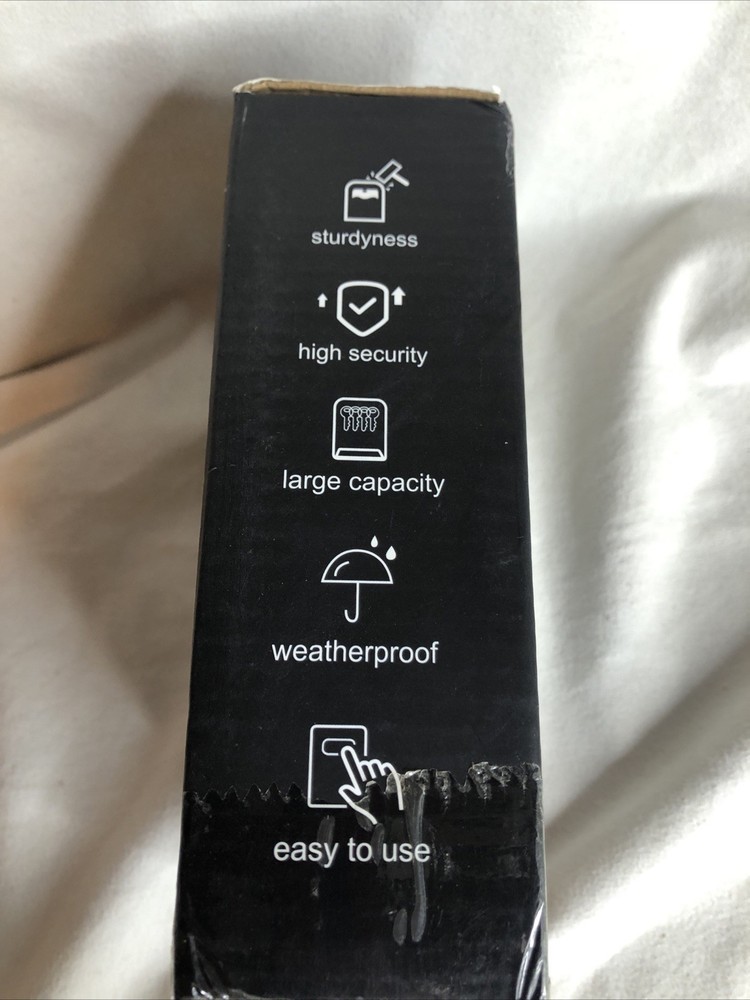 sturdyness
high security
large capacity
weatherproof
easy to use